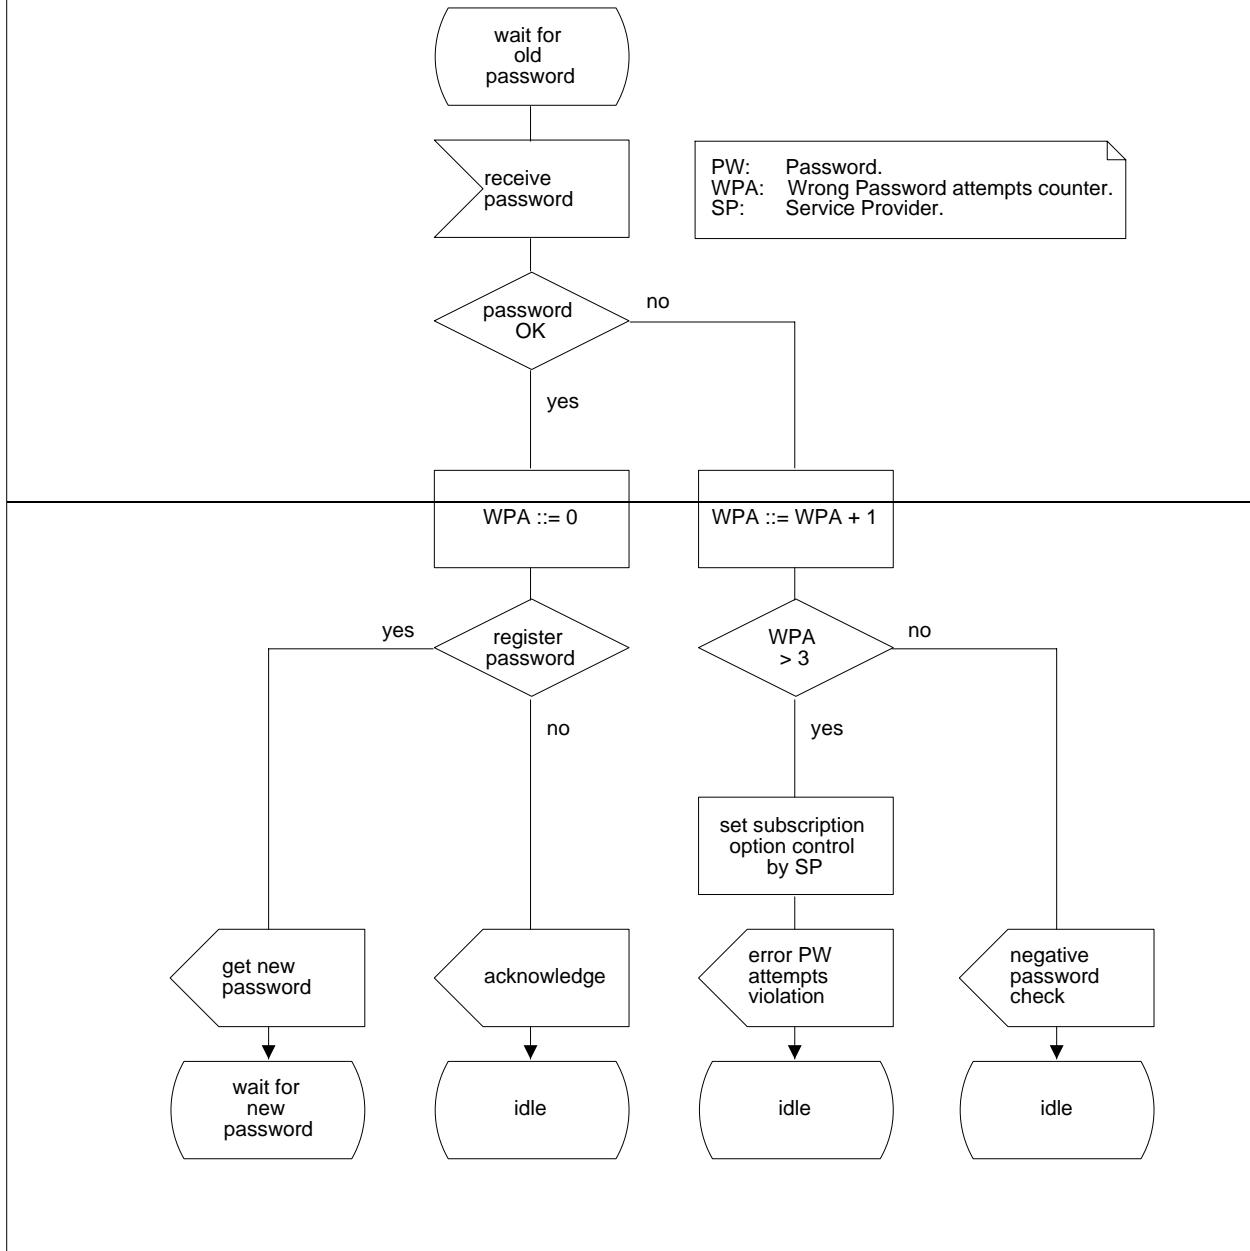 wait for
old
password
receive
password
PW: Password.
WPA: Wrong Password attempts counter.
SP: Service Provider.
password
OK
no
yes
WPA ::= 0
WPA ::= WPA + 1
yes
register
password
WPA
> 3
no
no
yes
set subscription
option control
by SP
get new
password
acknowledge
error PW
attempts
violation
negative
password
check
wait for
new
password
idle
idle
idle